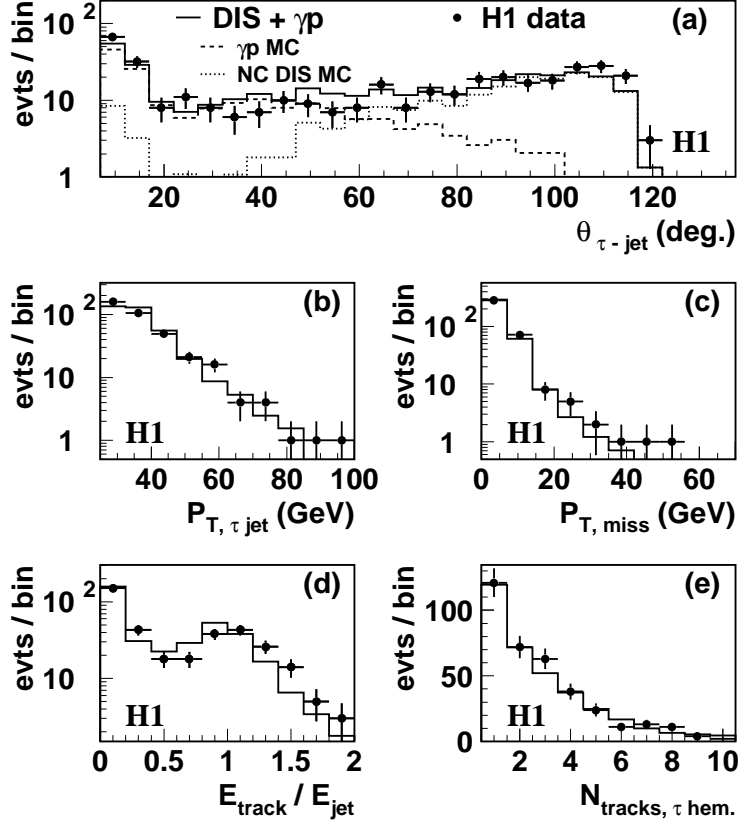 DIS + γp
H1 data
(a)
γp MC
NC DIS MC
evts / bin
10²
10
1
H1
20 40 60 80 100 120
θ τ - jet (deg.)
(b)
evts / bin
10²
10
1
H1
40 60 80 100
P T, τ jet (GeV)
(c)
evts / bin
10²
10
1
H1
0 20 40 60
P T, miss (GeV)
(d)
evts / bin
10²
10
H1
0 0.5 1 1.5 2
E track / E jet
(e)
evts / bin
100
50
0
H1
2 4 6 8 10
N tracks, τ hem.